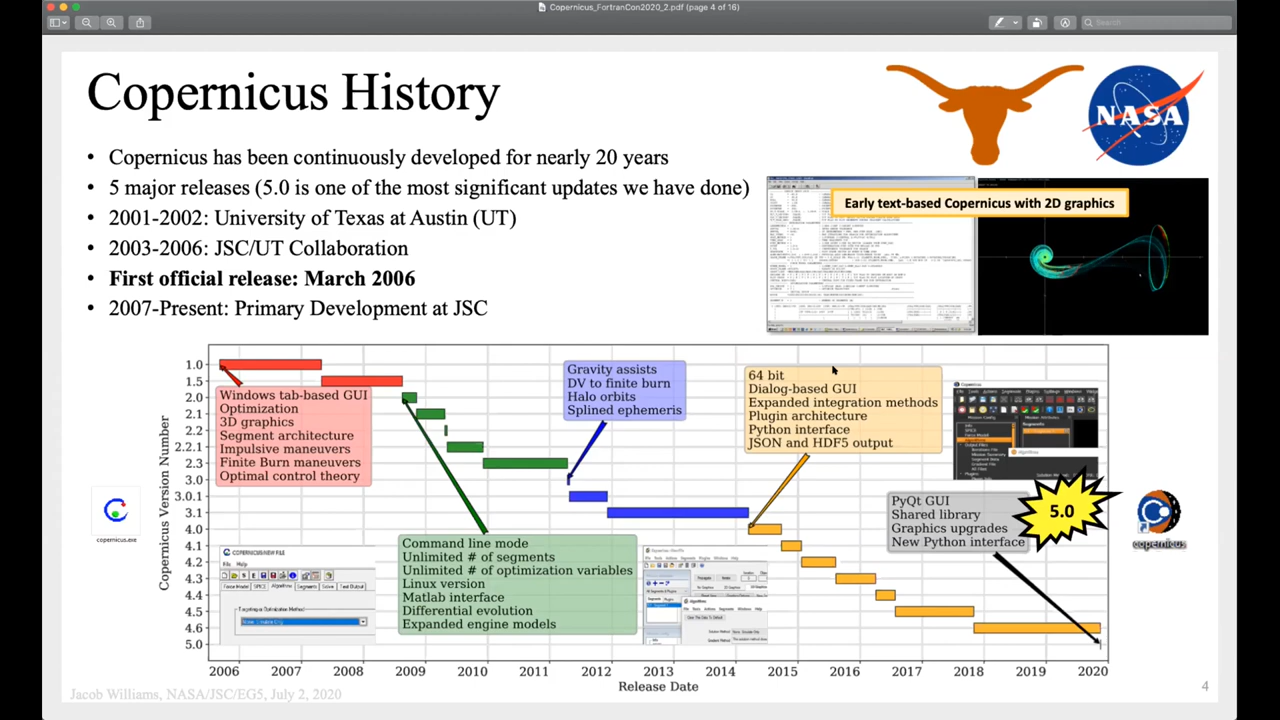 Copernicus_FortranCon2020_2.pdf (page 4 of 16)
Search
Copernicus History
NASA
• Copernicus has been continuously developed for nearly 20 years
• 5 major releases (5.0 is one of the most significant updates we have done)
• 2001-2002: University of Texas at Austin (UT)
• 2003-2006: JSC/UT Collaboration
First official release: March 2006
• 2007-Present: Primary Development at JSC
Early text-based Copernicus with 2D graphics
Copernicus Version Number
1.0
1.5
2.0
2.1
2.2
2.2.1
2.3
3.0
3.0.1
3.1
4.0
4.1
4.2
4.3
4.4
4.5
4.6
5.0
Windows tab-based GUI
Optimization
3D graphics
Segment architecture
Impulsive maneuvers
Finite Burn maneuvers
Optimal control theory
Command line mode
Unlimited # of segments
Unlimited # of optimization variables
Linux version
Matlab interface
Differential evolution
Expanded engine models
Gravity assists
DV to finite burn
Halo orbits
Splined ephemeris
64 bit
Dialog-based GUI
Expanded integration methods
Plugin architecture
Python interface
JSON and HDF5 output
PyQt GUI
Shared library
Graphics upgrades
New Python interface
5.0
copernicus.exe
copernicus
2006 2007 2008 2009 2010 2011 2012 2013 2014 2015 2016 2017 2018 2019 2020
Release Date
Jacob Williams, NASA/JSC/EG5, July 2, 2020
4